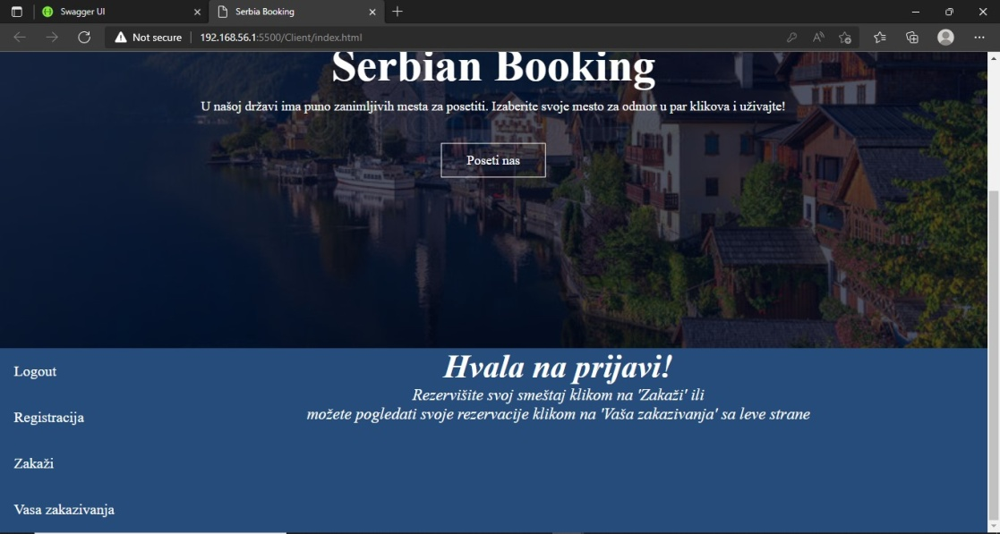 Swagger UI
Serbia Booking
Not secure
192.168.56.1:5500/Client/index.html
Serbian Booking
U našoj državi ima puno zanimljivih mesta za posetiti. Izaberite svoje mesto za odmor u par klikova i uživajte!
Poseti nas
Logout
Hvala na prijavi!
Rezervišite svoj smeštaj klikom na 'Zakaži' ili
možete pogledati svoje rezervacije klikom na 'Vaša zakazivanja' sa leve strane
Registracija
Zakaži
Vasa zakazivanja